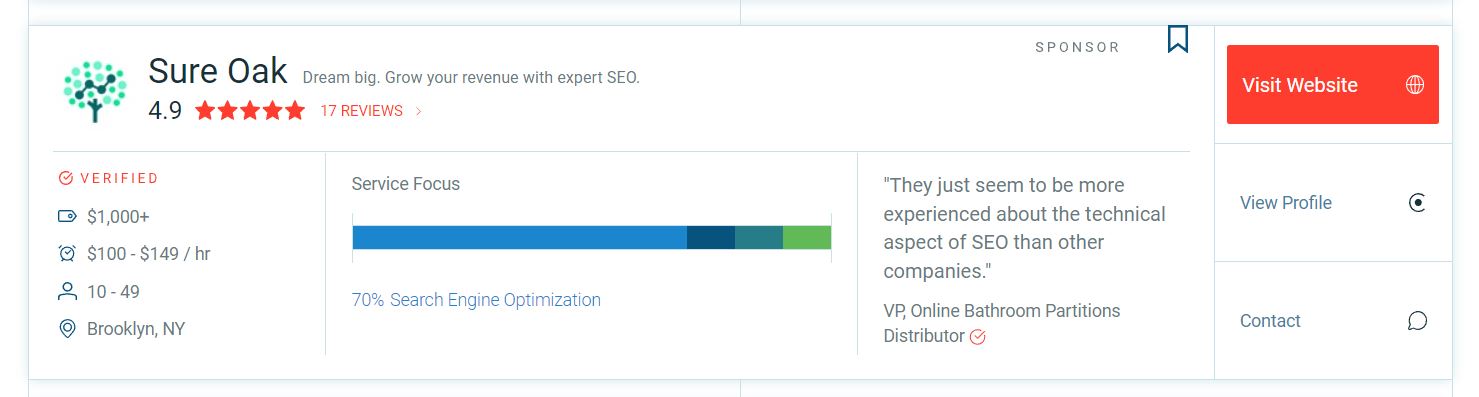 SPONSOR
Sure Oak Dream big. Grow your revenue with expert SEO.
4.9 17 REVIEWS
Visit Website
VERIFIED
$1,000+
$100 - $149 / hr
10 - 49
Brooklyn, NY
Service Focus
70% Search Engine Optimization
"They just seem to be more
experienced about the technical
aspect of SEO than other
companies."
VP, Online Bathroom Partitions
Distributor
View Profile
Contact